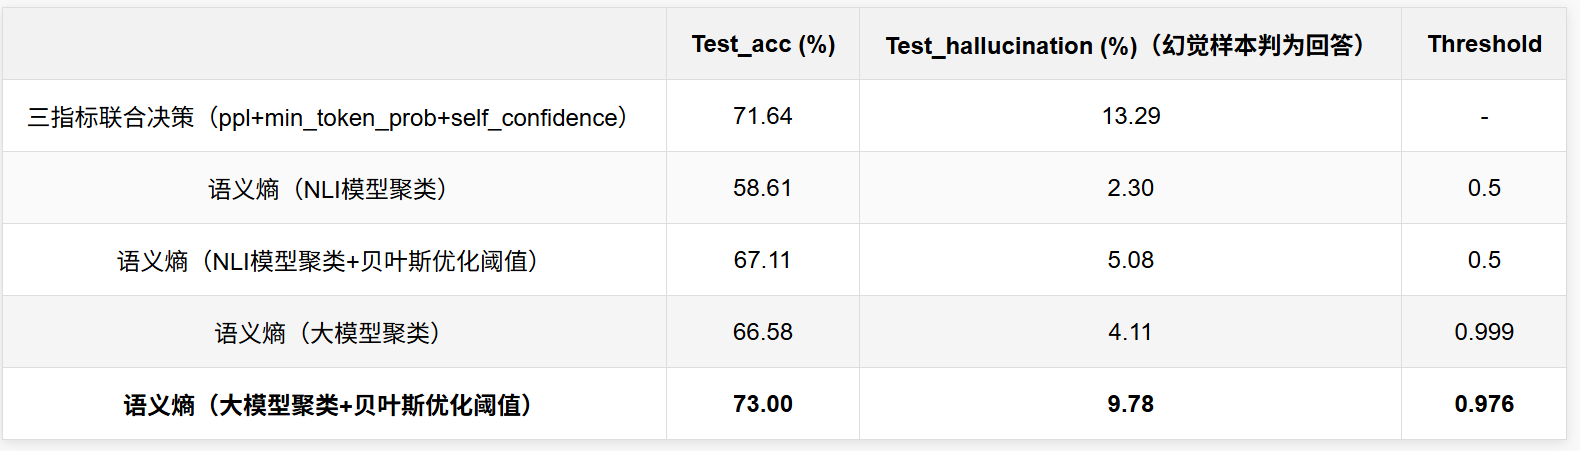 Test_acc (%) Test_hallucination (%)（幻觉样本判为回答） Threshold
三指标联合决策（ppl+min_token_prob+self_confidence） 71.64 13.29 -
语义熵（NLI模型聚类） 58.61 2.30 0.5
语义熵（NLI模型聚类+贝叶斯优化阈值） 67.11 5.08 0.5
语义熵（大模型聚类） 66.58 4.11 0.999
语义熵（大模型聚类+贝叶斯优化阈值） 73.00 9.78 0.976